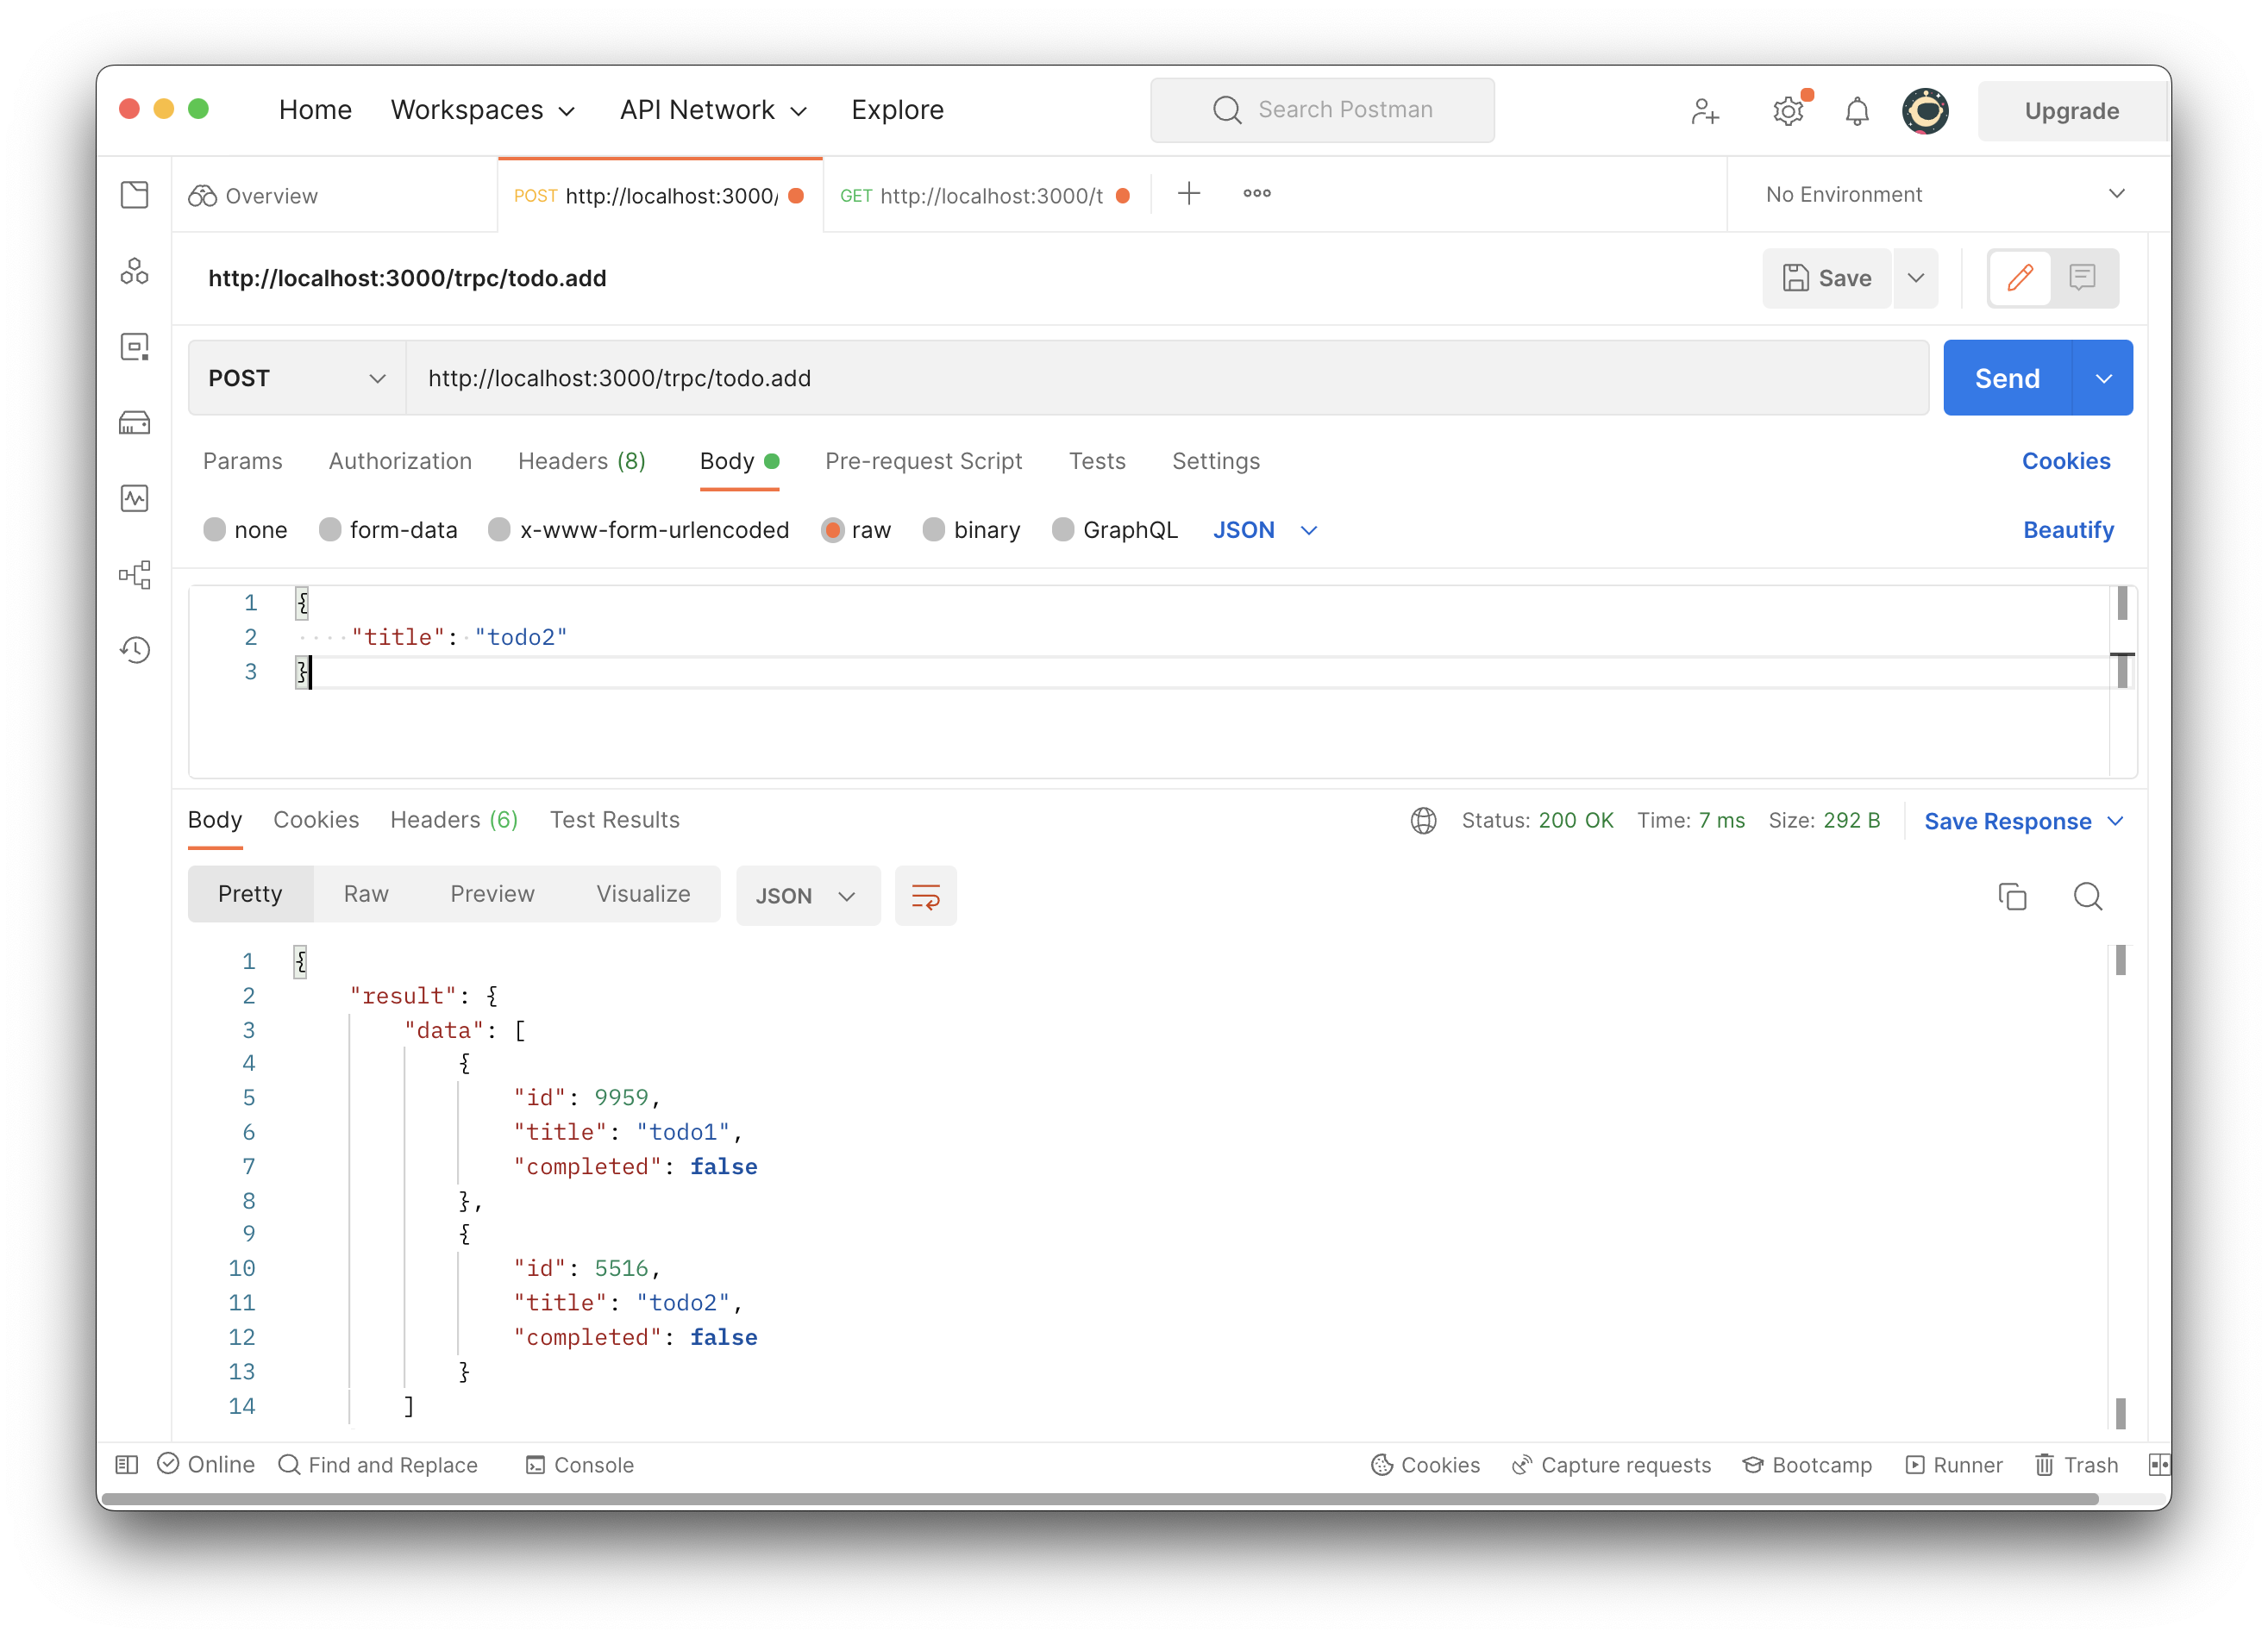 Home Workspaces API Network Explore Search Postman Upgrade
Overview POST http://localhost:3000/ GET http://localhost:3000/t No Environment
http://localhost:3000/trpc/todo.add Save
POST http://localhost:3000/trpc/todo.add Send
Params Authorization Headers (8) Body Pre-request Script Tests Settings Cookies
none form-data x-www-form-urlencoded raw binary GraphQL JSON Beautify
1 {
2 "title": "todo2"
3 }
Body Cookies Headers (6) Test Results Status: 200 OK Time: 7 ms Size: 292 B Save Response
Pretty Raw Preview Visualize JSON
1 {
2 "result": {
3 "data": [
4 {
5 "id": 9959,
6 "title": "todo1",
7 "completed": false
8 },
9 {
10 "id": 5516,
11 "title": "todo2",
12 "completed": false
13 }
14 ]
Online Find and Replace Console Cookies Capture requests Bootcamp Runner Trash